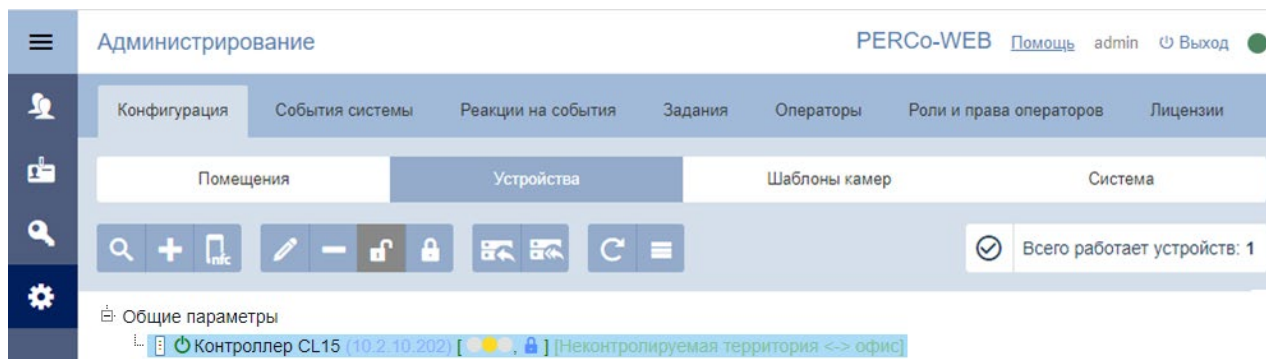 Администрирование PERCo-WEB Помощь admin Выход
Конфигурация События системы Реакции на события Задания Операторы Роли и права операторов Лицензии
Помещения Устройства Шаблоны камер Система
nfc Всего работает устройств: 1
Общие параметры
Контроллер CL15 (10.2.10.202) [ , ] [Неконтролируемая территория <-> офис]